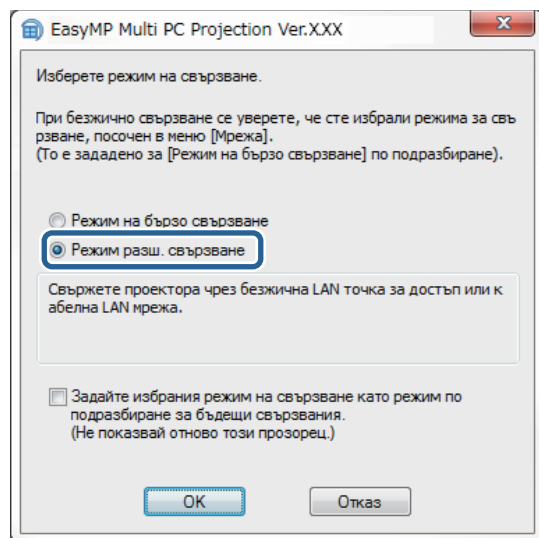 EasyMP Multi PC Projection Ver.X.XX
Изберете режим на свързване.
При безжично свързване се уверете, че сте избрали режима за свъ
рзване, посочен в меню [Мрежа].
(То е зададено за [Режим на бързо свързване] по подразбиране).
Режим на бързо свързване
Режим разш. свързване
Свържете проектора чрез безжична LAN точка за достъп или к
абелна LAN мрежа.
Задайте избрания режим на свързване като режим по
подразбиране за бъдещи свързвания.
(Не показвай отново този прозорец.)
OK Отказ